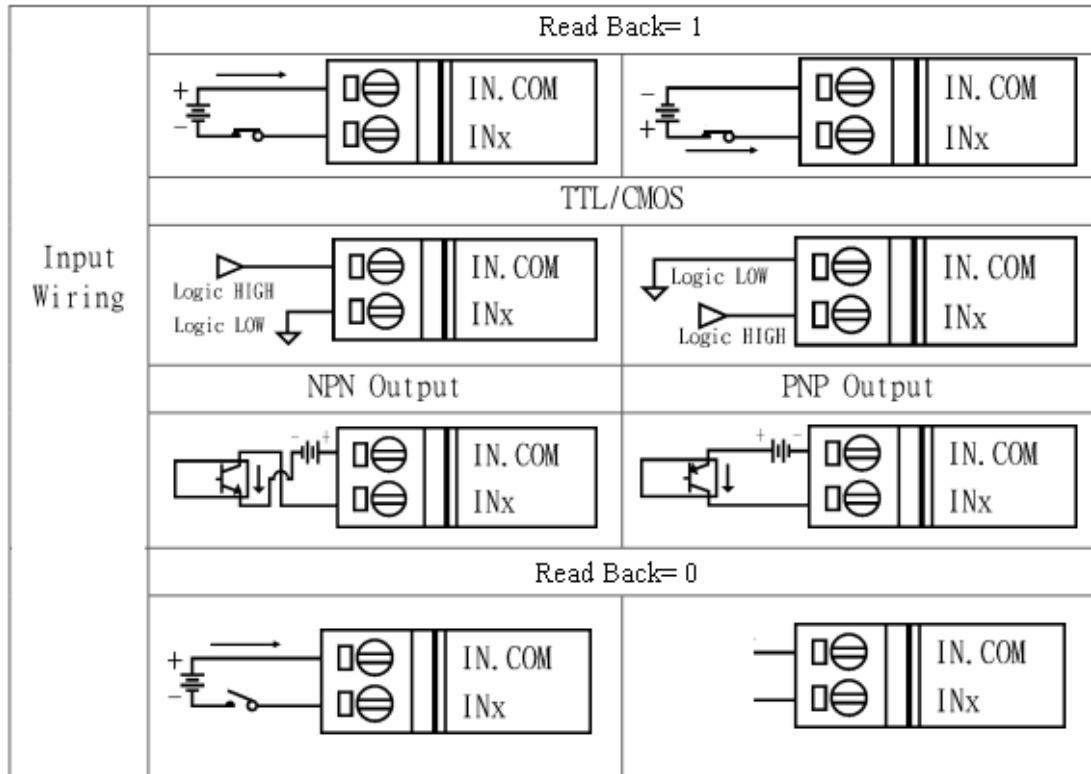 Read Back= 1
+ IN.COM
- INx
- IN.COM
+ INx
TTL/CMOS
Input
Wiring
IN.COM
Logic HIGH
Logic LOW INx
IN.COM
Logic LOW
INx
Logic HIGH
NPN Output PNP Output
- + IN.COM
INx
+ - IN.COM
INx
Read Back= 0
+ IN.COM
- INx
IN.COM
INx